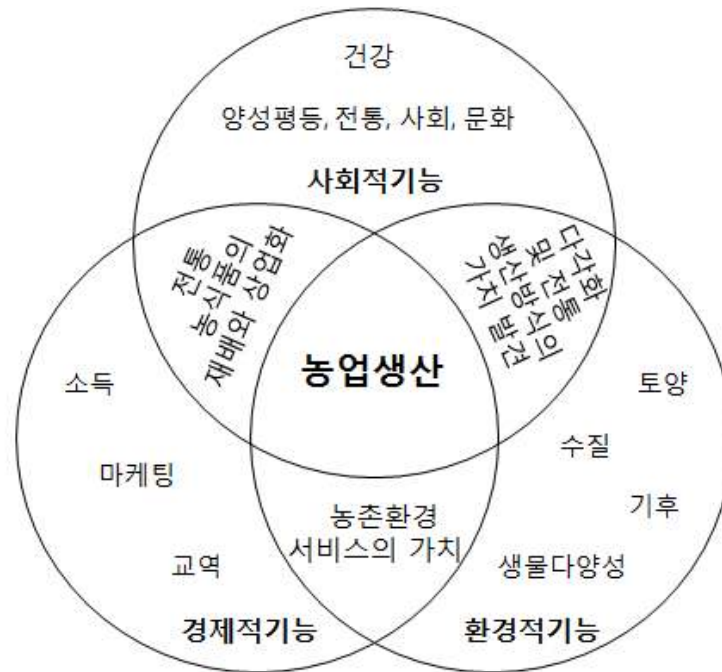 건강
양성평등, 전통, 사회, 문화
사회적기능
전통
농식품의
재배와 상업화
다각화
및 전통
생산방식의
가치 발견
농업생산
소득
마케팅
교역
경제적기능
농촌환경
서비스의 가치
토양
수질
기후
생물다양성
환경적기능